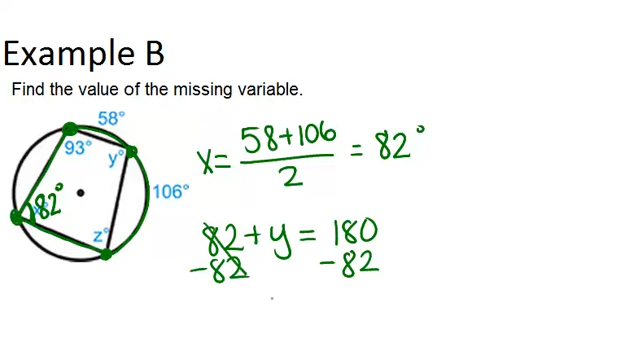 Example B
Find the value of the missing variable.
58°
93°
y°
106°
82°
z°
x = 58+106 / 2 = 82°
82 + y = 180
-82 -82